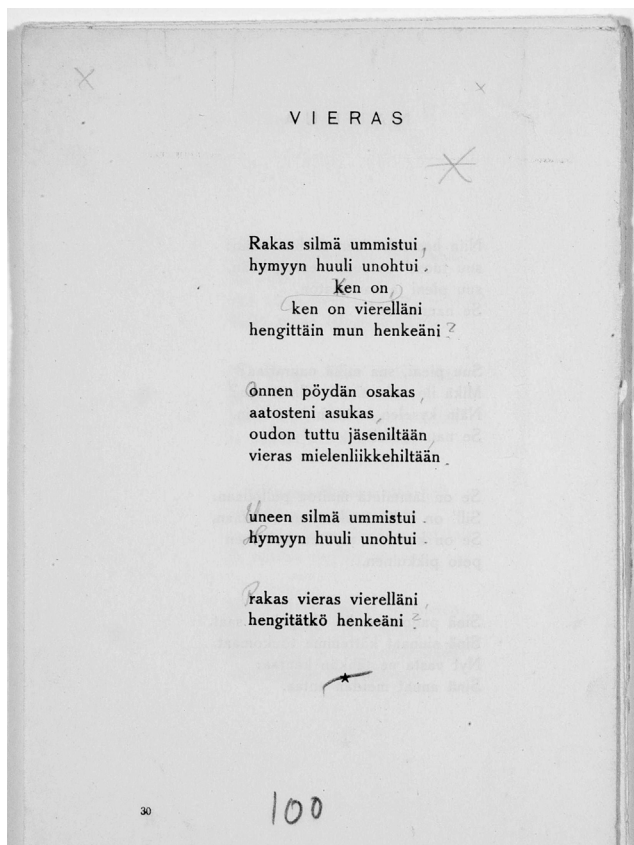 VIERAS
Rakas silmä ummistui,
hymyyn huuli unohtui.
ken on,
ken on vierelläni
hengittäin mun henkeäni?
onnen pöydän osakas,
aatosteni asukas,
oudon tuttu jäseniltään,
vieras mielenliikkehiltään.
uneen silmä ummistui.
hymyyn huuli unohtui.
rakas vieras vierelläni,
hengitätkö henkeäni?
30
100